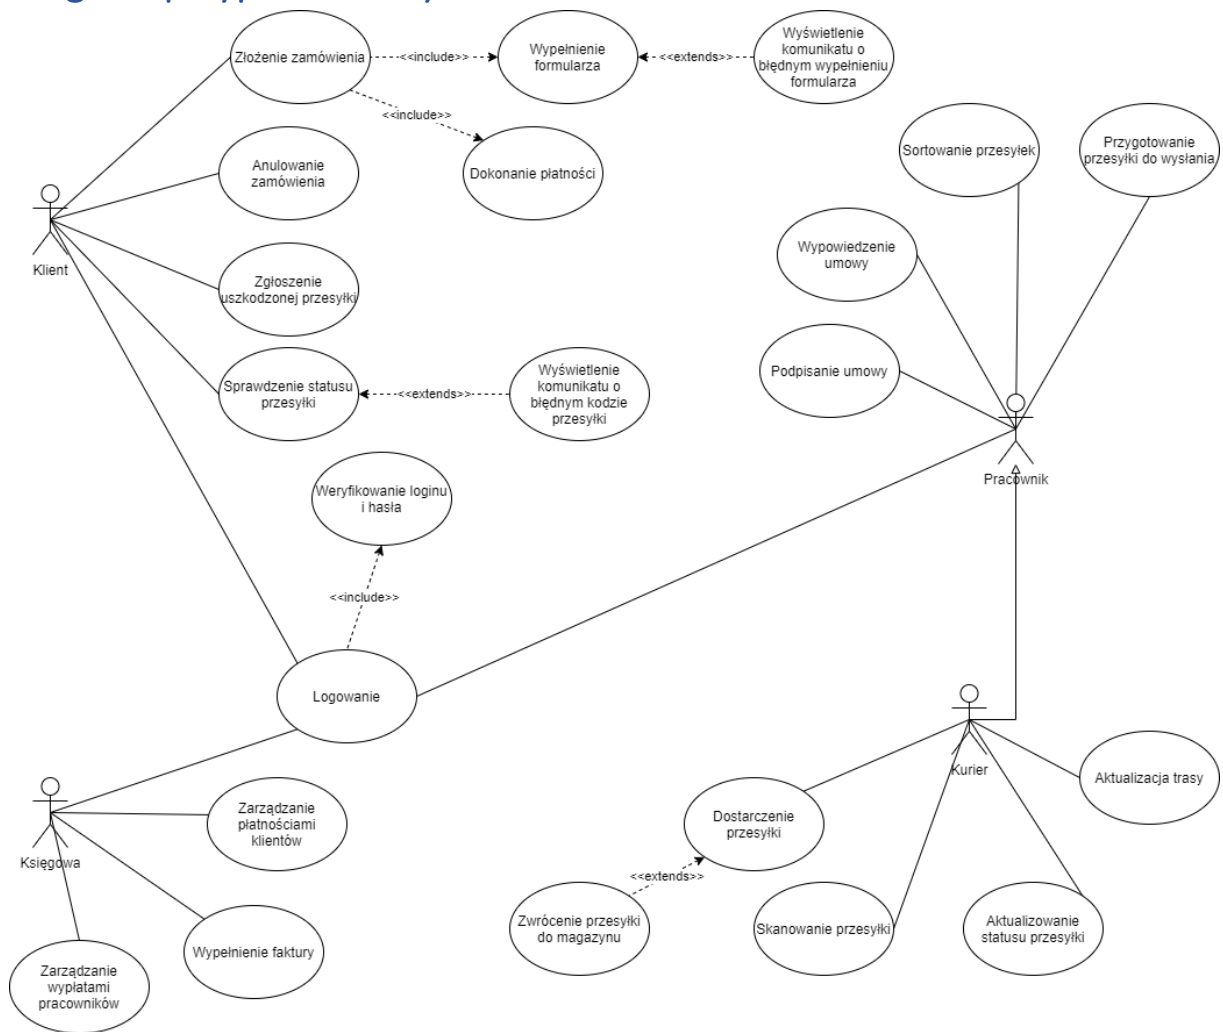 Złożenie zamówienia
<<include>>
Wypełnienie
formularza
<<extends>>
Wyświetlenie
komunikatu o
błędnym wypełnieniu
formularza
<<include>>
Dokonanie płatności
Anulowanie
zamówienia
Sortowanie przesyłek
Przygotowanie
przesyłki do wysłania
Klient
Zgłoszenie
uszkodzonej przesyłki
Wypowiedzenie
umowy
Sprawdzenie statusu
przesyłki
<<extends>>
Wyświetlenie
komunikatu o
błędnym kodzie
przesyłki
Podpisanie umowy
Pracownik
Weryfikowanie loginu
i hasła
<<include>>
Logowanie
Kurier
Aktualizacja trasy
Księgowa
Zarządzanie
płatnościami
klientów
Dostarczenie
przesyłki
<<extends>>
Zwrócenie przesyłki
do magazynu
Skanowanie przesyłki
Aktualizowanie
statusu przesyłki
Wypełnienie faktury
Zarządzanie
wypłatami
pracowników